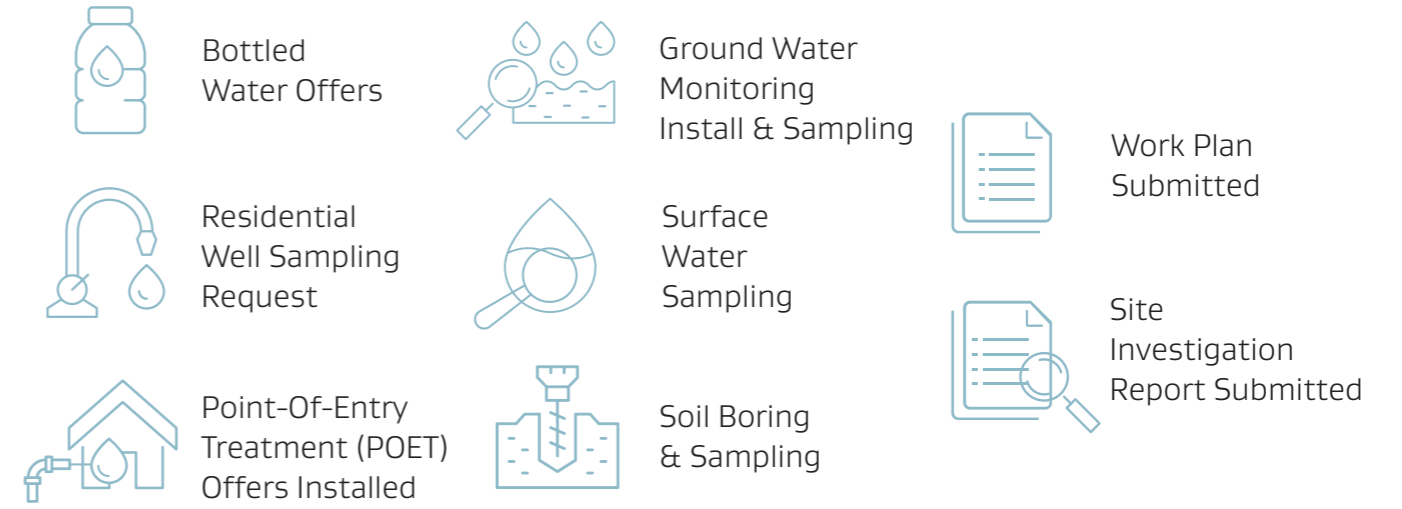 Bottled
Water Offers
Residential
Well Sampling
Request
Point-Of-Entry
Treatment (POET)
Offers Installed
Ground Water
Monitoring
Install & Sampling
Surface
Water
Sampling
Soil Boring
& Sampling
Work Plan
Submitted
Site
Investigation
Report Submitted